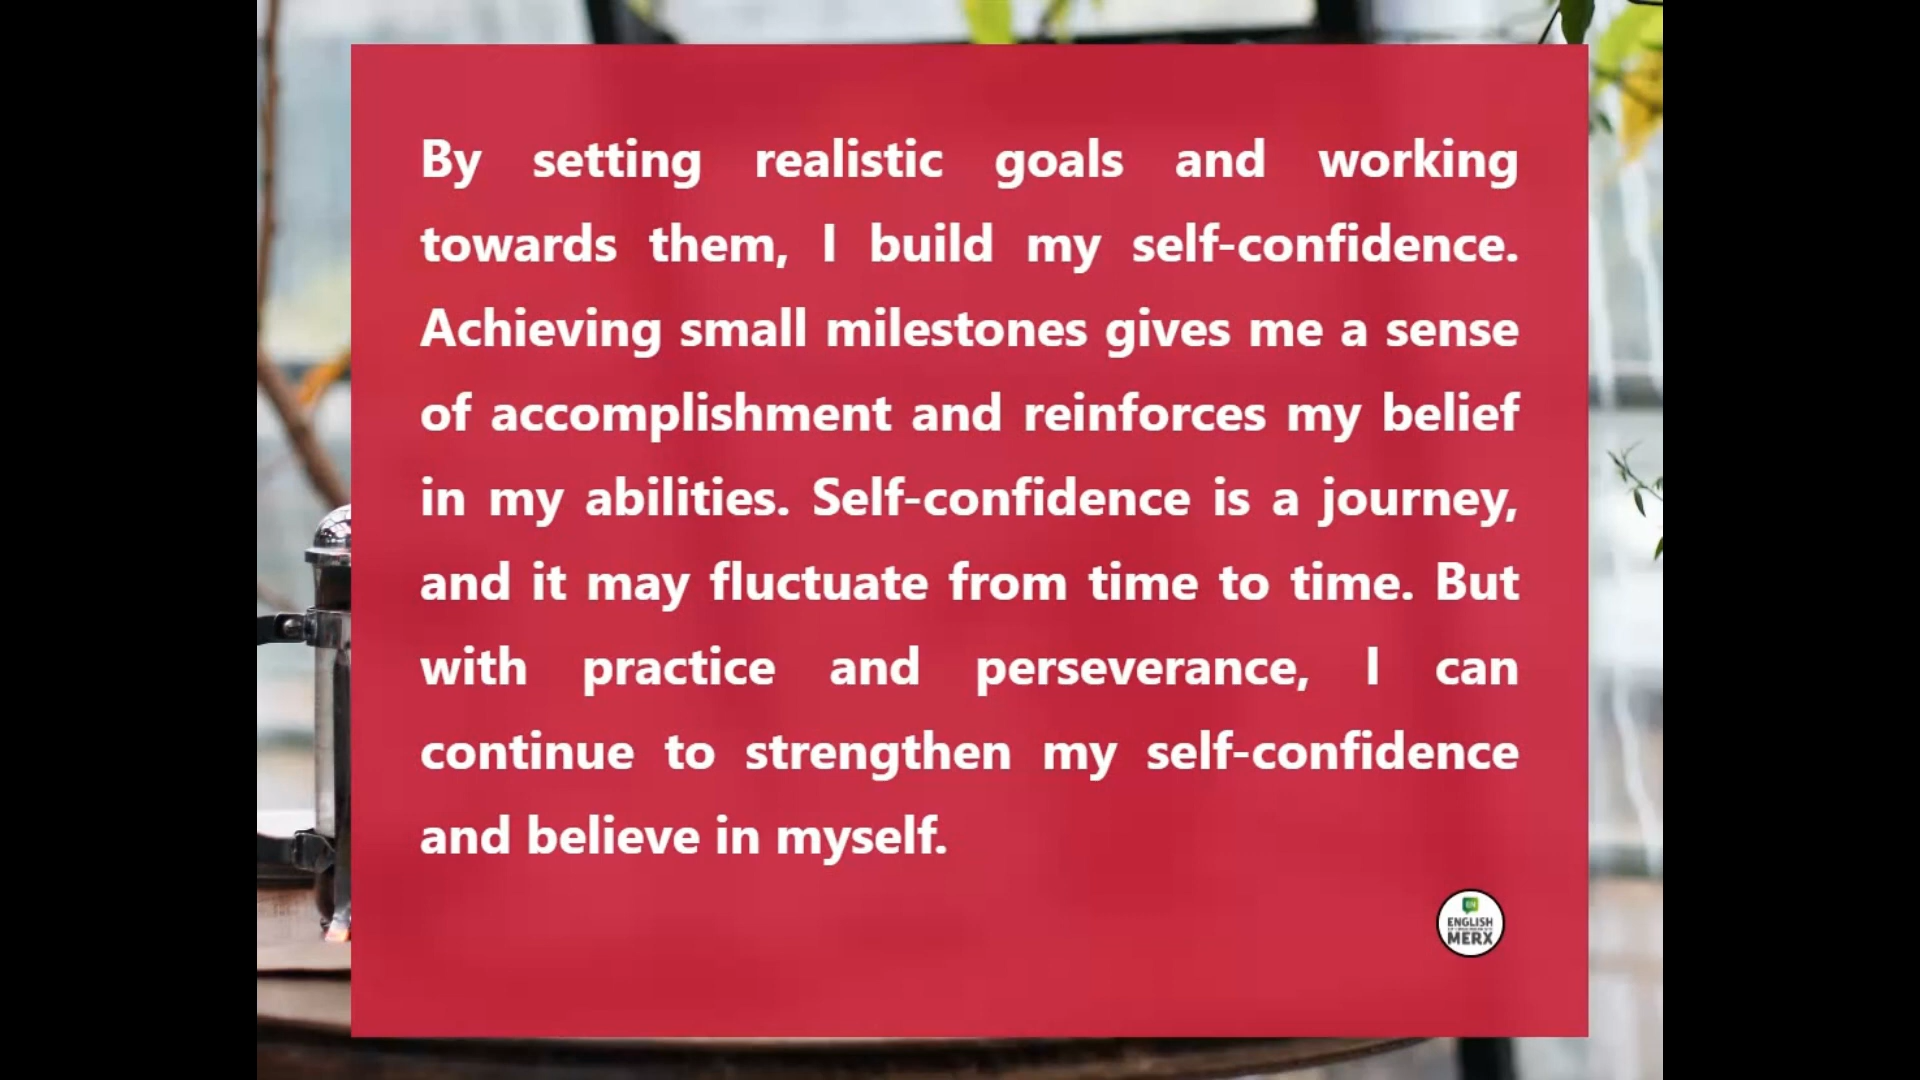 By setting realistic goals and working
towards them, I build my self-confidence.
Achieving small milestones gives me a sense
of accomplishment and reinforces my belief
in my abilities. Self-confidence is a journey,
and it may fluctuate from time to time. But
with practice and perseverance, I can
continue to strengthen my self-confidence
and believe in myself.
ENGLISH
MERX